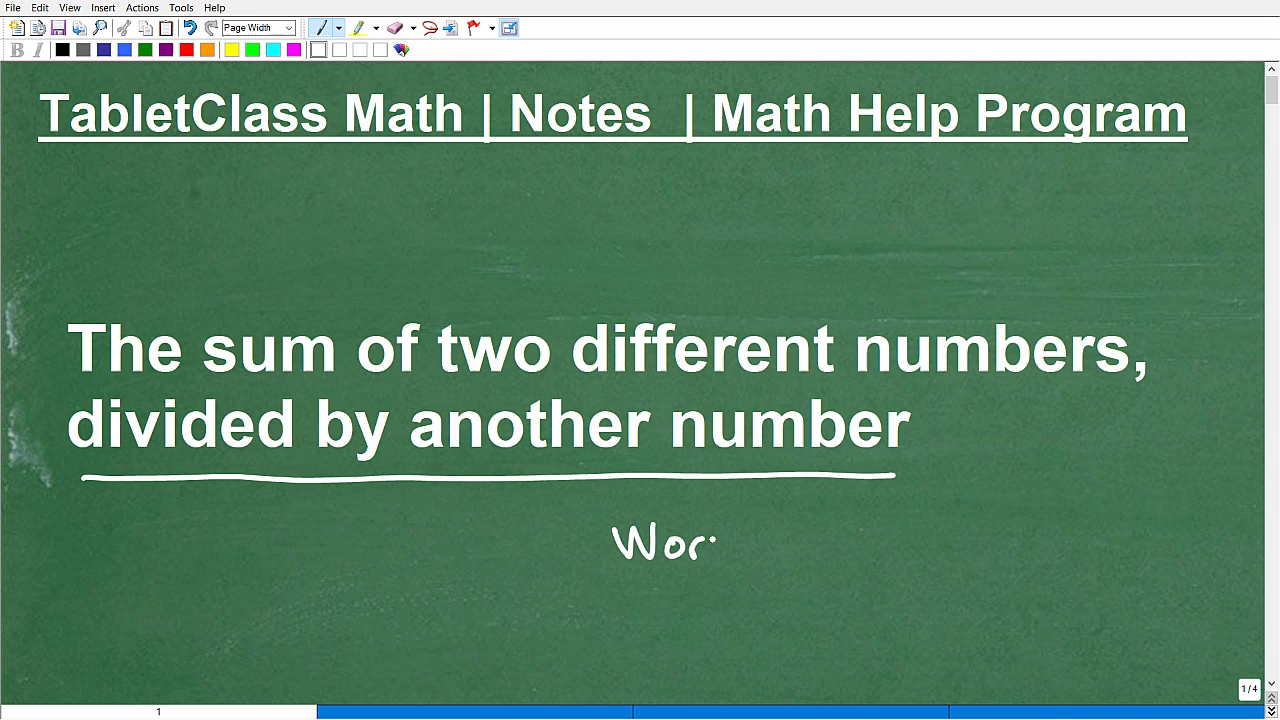 File Edit View Insert Actions Tools Help
Page Width
B I
TabletClass Math | Notes | Math Help Program
The sum of two different numbers,
divided by another number
Wor
1 / 4
1